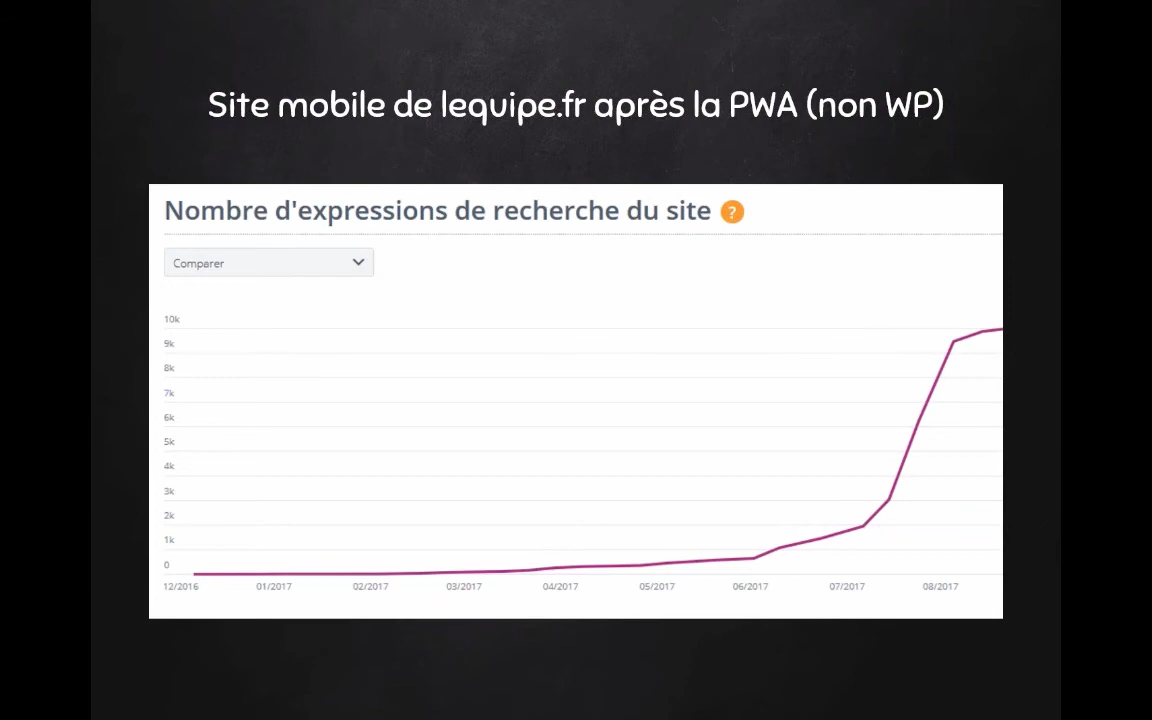 Site mobile de lequipe.fr après la PWA (non WP)
Nombre d'expressions de recherche du site ?
Comparer
10k
9k
8k
7k
6k
5k
4k
3k
2k
1k
0
12/2016 01/2017 02/2017 03/2017 04/2017 05/2017 06/2017 07/2017 08/2017